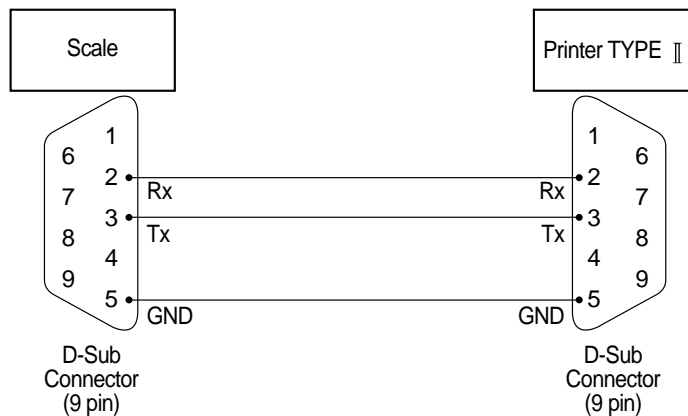 Scale
Printer TYPE Ⅱ
1
6
2
7
3
8
4
9
5
Rx
Tx
GND
Rx
Tx
GND
1
6
2
7
3
8
4
9
5
D-Sub
Connector
(9 pin)
D-Sub
Connector
(9 pin)